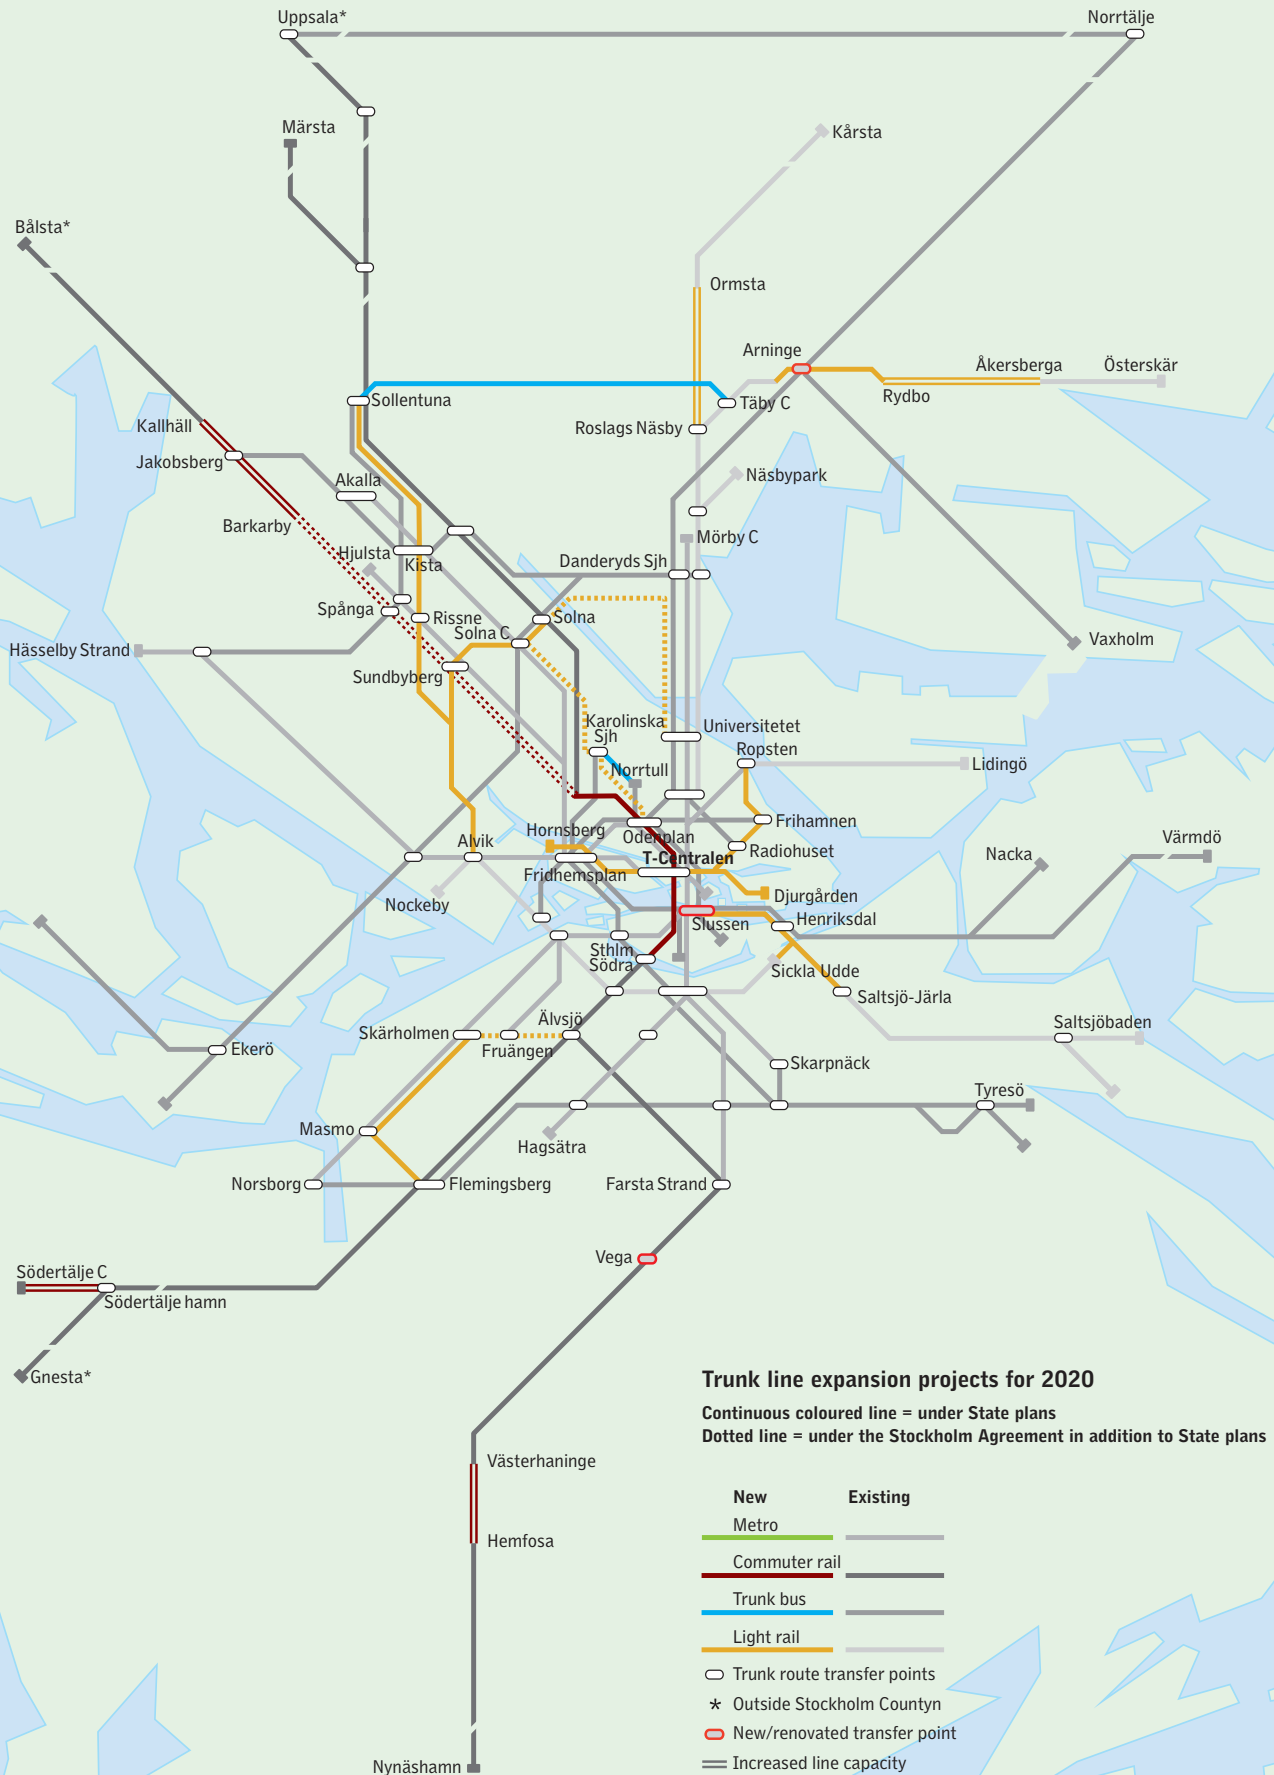 Uppsala*
Norrtälje
Märsta
Kårsta
Bålsta*
Ormsta
Arninge
Åkersberga
Österskär
Rydbo
Sollentuna
Täby C
Kallhäll
Roslags Näsby
Jakobsberg
Akalla
Näsbypark
Barkarby
Mörby C
Hjulsta
Kista
Danderyds Sjh
Spånga
Rissne
Solna
Solna C
Vaxholm
Hässelby Strand
Sundbyberg
Karolinska
Sjh
Universitetet
Ropsten
Lidingö
Norrtull
Frihamnen
Hornsberg
Odenplan
Värmdö
Alvik
Radiohuset
Nacka
T-Centralen
Fridhemsplan
Nockeby
Djurgården
Slussen
Henriksdal
Sthlm
Södra
Sickla Udde
Saltsjö-Järla
Älvsjö
Saltsjöbaden
Skärholmen
Fruängen
Ekerö
Skarpnäck
Tyresö
Masmo
Hagsätra
Norsborg
Flemingsberg
Farsta Strand
Vega
Södertälje C
Södertälje hamn
Gnesta*
Västerhaninge
Hemfosa
Nynäshamn
Trunk line expansion projects for 2020
Continuous coloured line = under State plans
Dotted line = under the Stockholm Agreement in addition to State plans
New Existing
Metro
Commuter rail
Trunk bus
Light rail
Trunk route transfer points
* Outside Stockholm Countyn
New/renovated transfer point
Increased line capacity